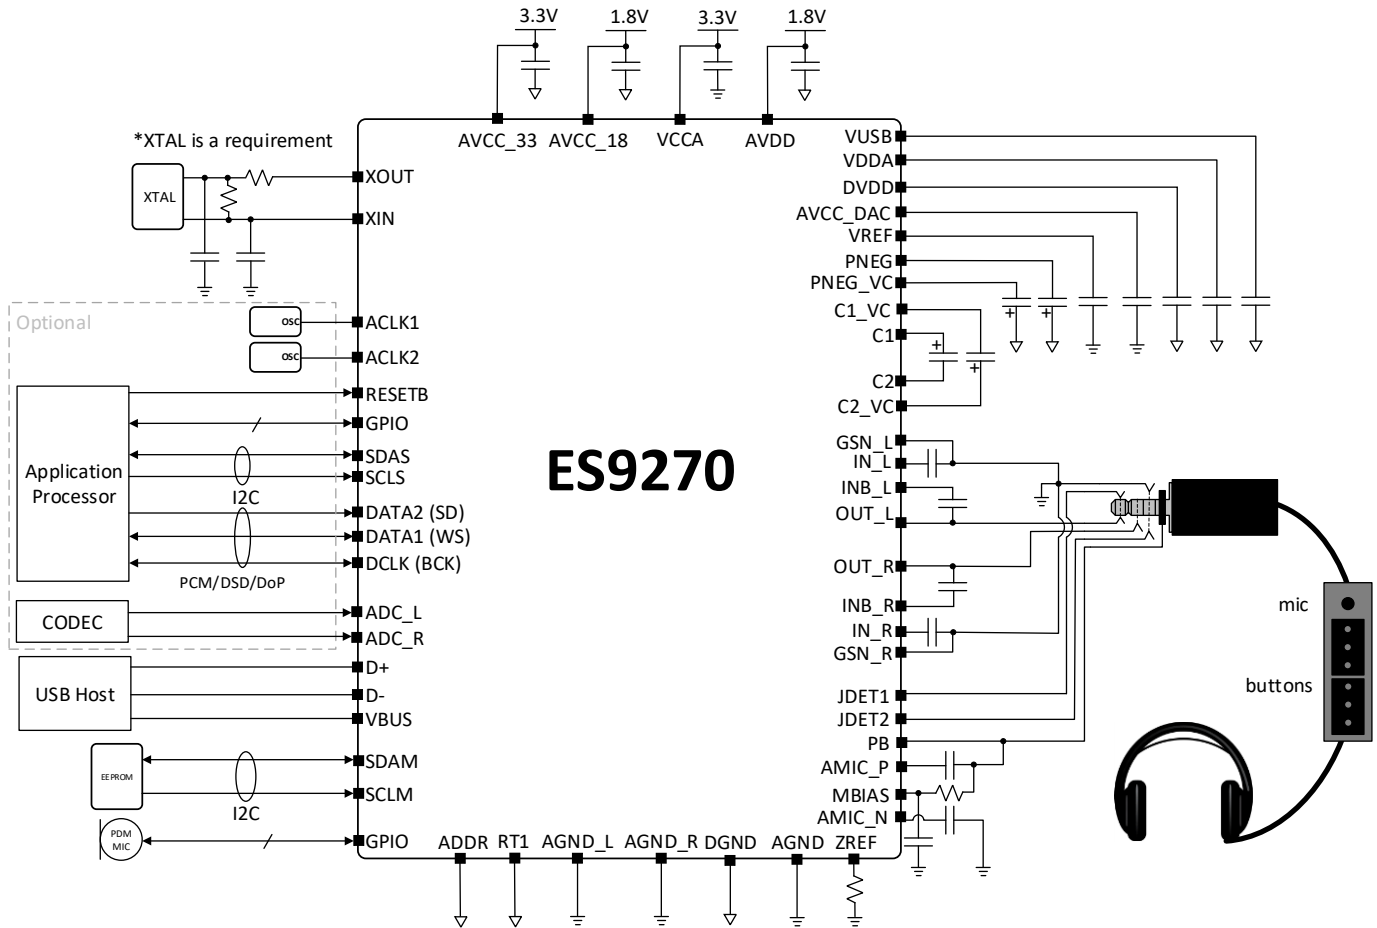 3.3V 1.8V 3.3V 1.8V
AVCC_33 AVCC_18 VCCA AVDD
*XTAL is a requirement
XTAL
XOUT
XIN
Optional
OSC
ACLK1
OSC
ACLK2
RESETB
GPIO
Application
Processor
SDAS
SCLS
I2C
DATA2 (SD)
DATA1 (WS)
DCLK (BCK)
PCM/DSD/DoP
CODEC
ADC_L
ADC_R
USB Host
D+
D-
VBUS
EEPROM
SDAM
SCLM
I2C
PDM
MIC
GPIO
ES9270
VUSB
VDDA
DVDD
AVCC_DAC
VREF
PNEG
PNEG_VC
C1_VC
C1
+ + + +
C2
C2_VC
GSN_L
IN_L
INB_L
OUT_L
OUT_R
INB_R
IN_R
GSN_R
JDET1
JDET2
PB
AMIC_P
MBIAS
AMIC_N
mic
buttons
ADDR RT1 AGND_L AGND_R DGND AGND ZREF